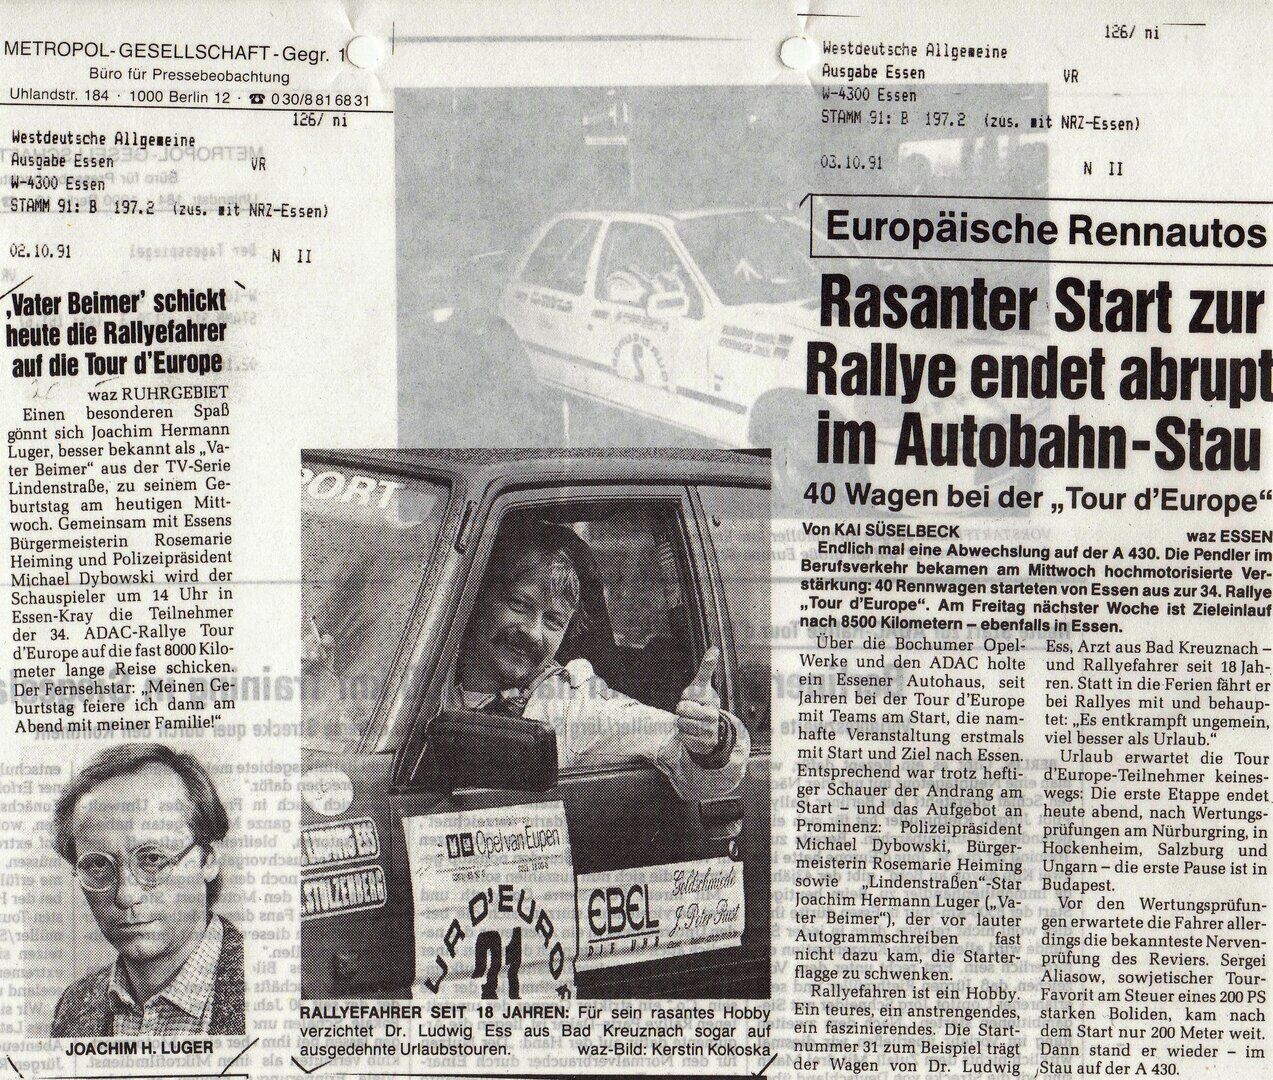 METROPOL-GESELLSCHAFT - Gegr. 1
Büro für Pressebeobachtung
Uhlandstr. 184 · 1000 Berlin 12 · ☎ 030/8816831
126/ ni
Westdeutsche Allgemeine
Ausgabe Essen VR
W-4300 Essen
STAMM 91: B 197.2 (zus. mit NRZ-Essen)
02.10.91 N II
‚Vater Beimer’ schickt
heute die Rallyefahrer
auf die Tour d’Europe
waz RUHRGEBIET
Einen besonderen Spaß
gönnt sich Joachim Hermann
Luger, besser bekannt als „Va-
ter Beimer“ aus der TV-Serie
Lindenstraße, zu seinem Ge-
burtstag am heutigen Mitt-
woch. Gemeinsam mit Essens
Bürgermeisterin Rosemarie
Heiming und Polizeipräsident
Michael Dybowski wird der
Schauspieler um 14 Uhr in
Essen-Kray die Teilnehmer
der 34. ADAC-Rallye Tour
d’Europe auf die fast 8000 Kilo-
meter lange Reise schicken.
Der Fernsehstar: „Meinen Ge-
burtstag feiere ich dann am
Abend mit meiner Familie!“
JOACHIM H. LUGER
PORT
Opel van Eupen
UR D'EUROP
31
STOLZENBERG
EBEL
Goldschmiede
RALLYEFAHRER SEIT 18 JAHREN: Für sein rasantes Hobby
verzichtet Dr. Ludwig Ess aus Bad Kreuznach sogar auf
ausgedehnte Urlaubstouren. waz-Bild: Kerstin Kokoska
126/ ni
Westdeutsche Allgemeine
Ausgabe Essen VR
W-4300 Essen
STAMM 91: B 197.2 (zus. mit NRZ-Essen)
03.10.91 N II
Europäische Rennautos
Rasanter Start zur
Rallye endet abrupt
im Autobahn-Stau
40 Wagen bei der „Tour d’Europe“
Von KAI SÜSELBECK
waz ESSEN
Endlich mal eine Abwechslung auf der A 430. Die Pendler im
Berufsverkehr bekamen am Mittwoch hochmotorisierte Ver-
stärkung: 40 Rennwagen starteten von Essen aus zur 34. Rallye
„Tour d’Europe“. Am Freitag nächster Woche ist Zieleinlauf
nach 8500 Kilometern – ebenfalls in Essen.
Über die Bochumer Opel-
Werke und den ADAC holte
ein Essener Autohaus, seit
Jahren bei der Tour d’Europe
mit Teams am Start, die nam-
hafte Veranstaltung erstmals
mit Start und Ziel nach Essen.
Entsprechend war trotz hefti-
ger Schauer der Andrang am
Start – und das Aufgebot an
Prominenz: Polizeipräsident
Michael Dybowski, Bürger-
meisterin Rosemarie Heiming
sowie „Lindenstraßen“-Star
Joachim Hermann Luger („Va-
ter Beimer“), der vor lauter
Autogrammschreiben fast
nicht dazu kam, die Starter-
flagge zu schwenken.
Rallyefahren ist ein Hobby.
Ein teures, ein anstrengendes,
ein faszinierendes. Die Start-
nummer 31 zum Beispiel trägt
der Wagen von Dr. Ludwig
Ess, Arzt aus Bad Kreuznach –
und Rallyefahrer seit 18 Jah-
ren. Statt in die Ferien fährt er
bei Rallyes mit und behaup-
tet: „Es entkrampft ungemein,
viel besser als Urlaub.“
Urlaub erwartet die Tour
d’Europe-Teilnehmer keines-
wegs: Die erste Etappe endet
heute abend, nach Wertungs-
prüfungen am Nürburgring, in
Hockenheim, Salzburg und
Ungarn – die erste Pause ist in
Budapest.
Vor den Wertungsprüfun-
gen erwartete die Fahrer aller-
dings die bekannteste Nerven-
prüfung des Reviers. Sergei
Aliasow, sowjetischer Tour-
Favorit am Steuer eines 200 PS
starken Boliden, kam nach
dem Start nur 200 Meter weit.
Dann stand er wieder – im
Stau auf der A 430.